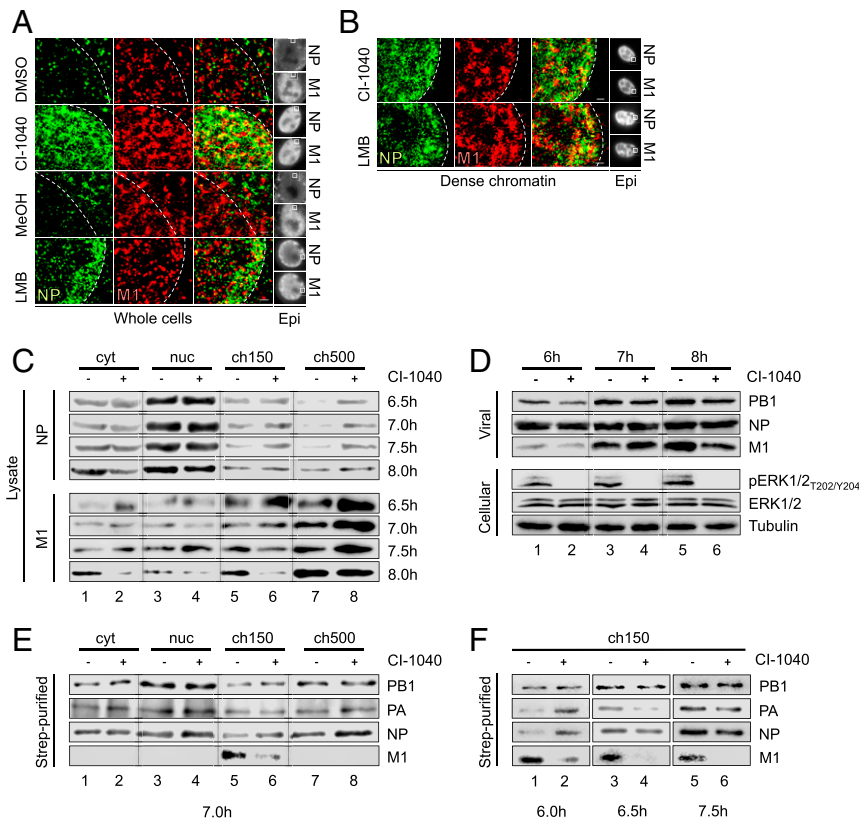 A
DMSO
NP
M1
CI-1040
NP
M1
MeOH
NP
M1
LMB
NP
M1
NP
M1
Whole cells
Epi
B
CI-1040
NP
M1
LMB
NP
M1
NP
M1
Dense chromatin
Epi
C
cyt nuc ch150 ch500
- + - + - + - + CI-1040
Lysate
NP
6.5h
7.0h
7.5h
8.0h
M1
6.5h
7.0h
7.5h
8.0h
1 2 3 4 5 6 7 8
D
6h 7h 8h
- + - + - + CI-1040
Viral
PB1
NP
M1
Cellular
pERK1/2T202/Y204
ERK1/2
Tubulin
1 2 3 4 5 6
E
cyt nuc ch150 ch500
- + - + - + - + CI-1040
Strep-purified
PB1
PA
NP
M1
1 2 3 4 5 6 7 8
7.0h
F
ch150
- + - + - + CI-1040
Strep-purified
PB1
PA
NP
M1
1 2 3 4 5 6
6.0h 6.5h 7.5h